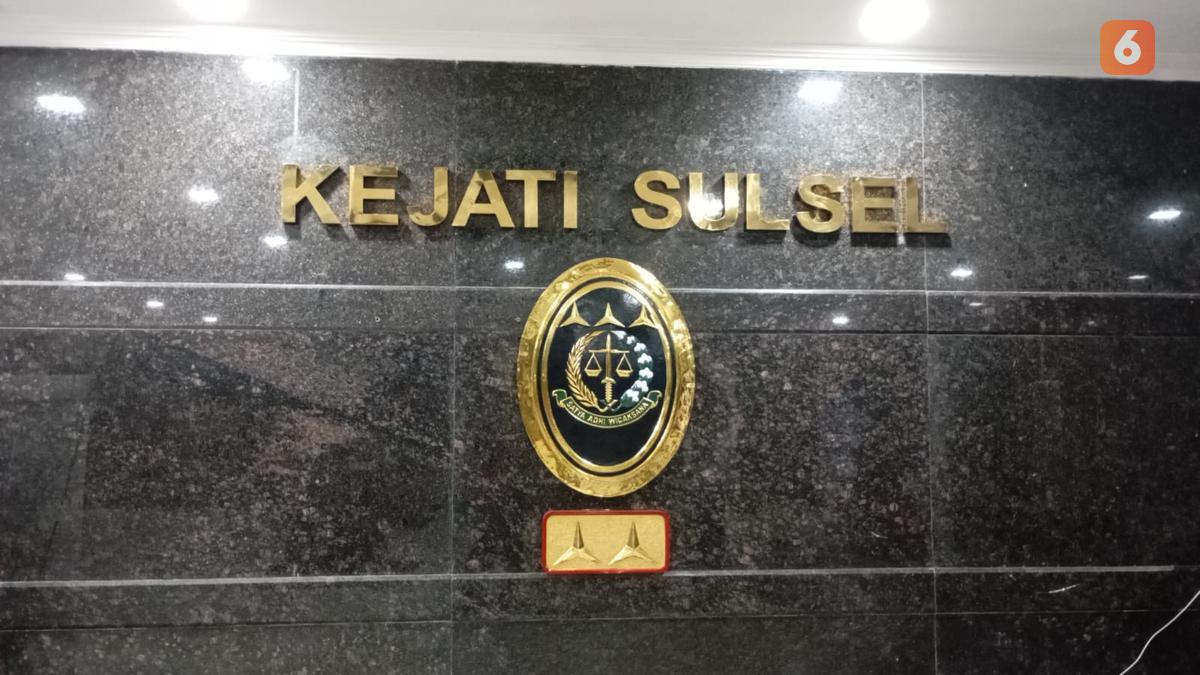 6
KEJATI SULSEL
SATYA ADHI WICAKSANA